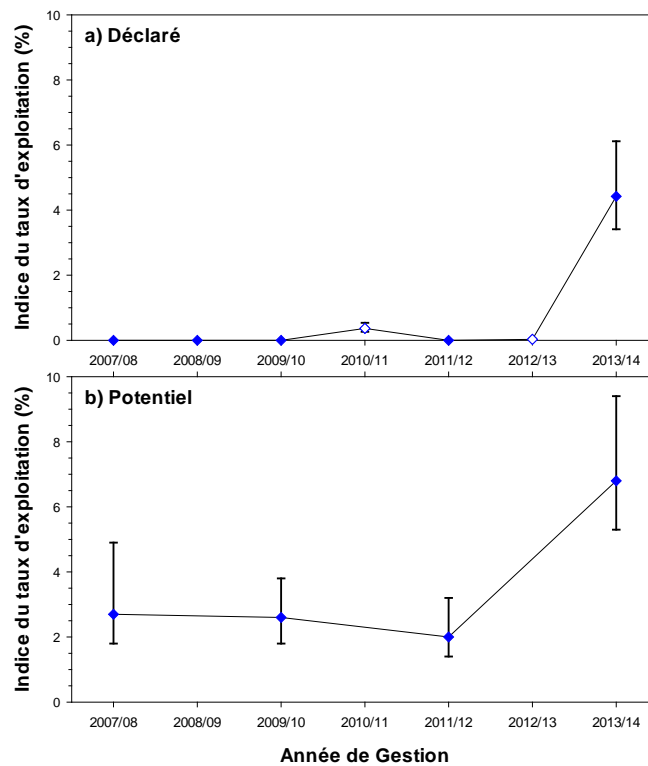 a) Déclaré
Indice du taux d'exploitation (%)
10
8
6
4
2
0
2007/08 2008/09 2009/10 2010/11 2011/12 2012/13 2013/14
b) Potentiel
Indice du taux d'exploitation (%)
10
8
6
4
2
0
2007/08 2008/09 2009/10 2010/11 2011/12 2012/13 2013/14
Année de Gestion